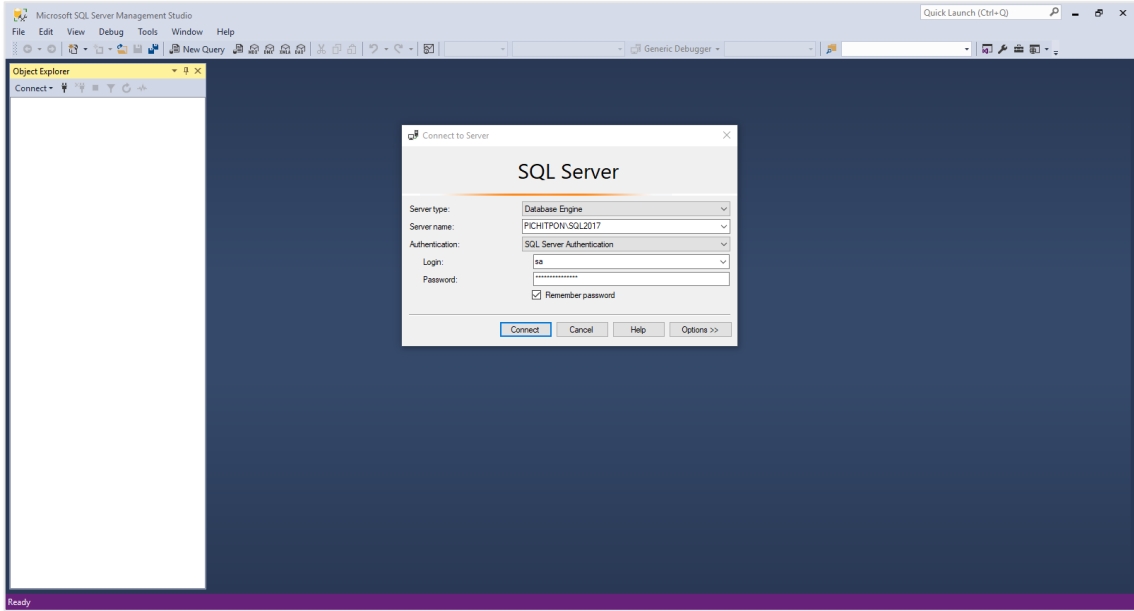 Microsoft SQL Server Management Studio
Quick Launch (Ctrl+Q)
File Edit View Debug Tools Window Help
New Query
Generic Debugger
Object Explorer
Connect
Connect to Server
SQL Server
Server type: Database Engine
Server name: PICHITPON\SQL2017
Authentication: SQL Server Authentication
Login: sa
Password: ***************
Remember password
Connect Cancel Help Options >>
Ready